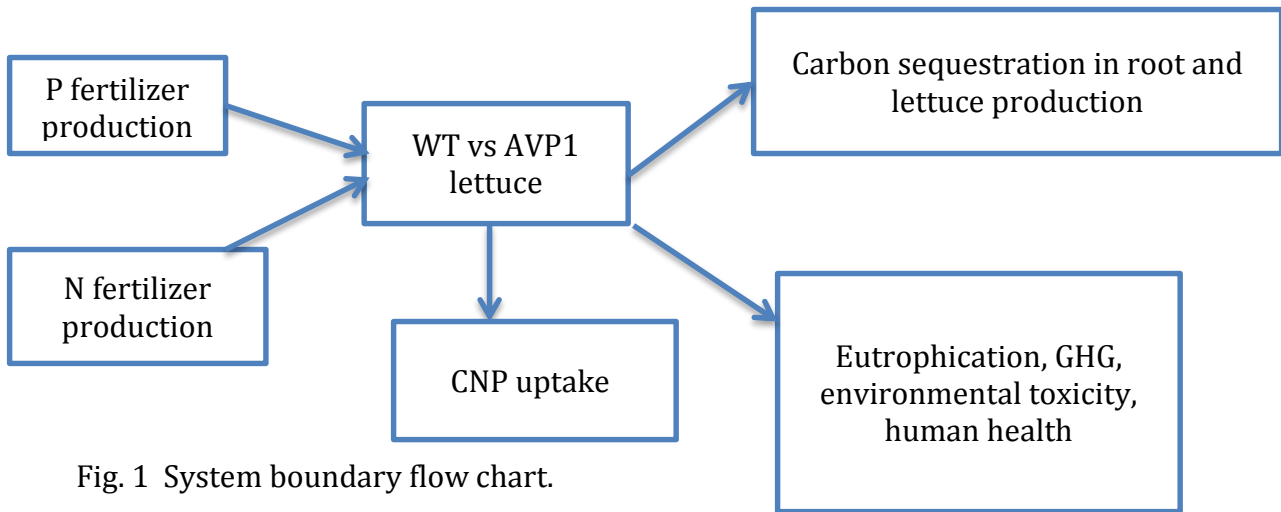 P fertilizer
production
N fertilizer
production
WT vs AVP1
lettuce
CNP uptake
Carbon sequestration in root and
lettuce production
Eutrophication, GHG,
environmental toxicity,
human health
Fig. 1 System boundary flow chart.